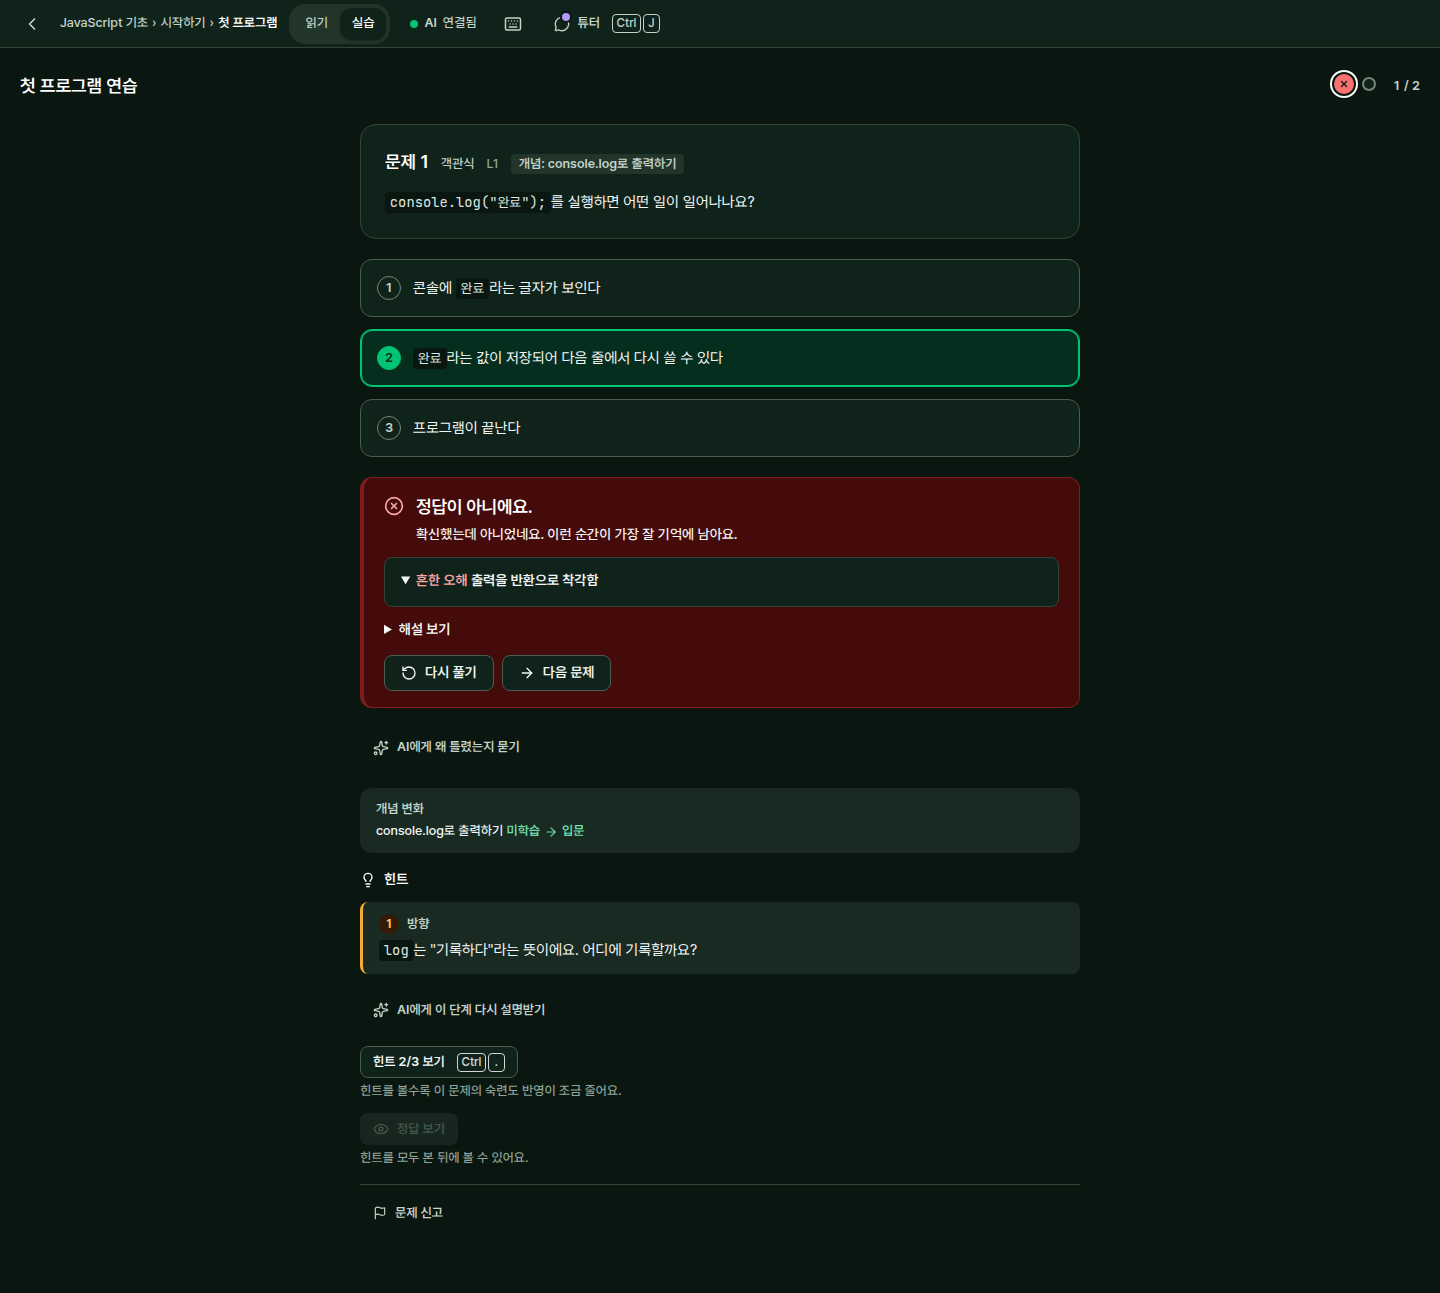 JavaScript 기초 › 시작하기 › 첫 프로그램 읽기 실습 AI 연결됨 튜터 Ctrl J
첫 프로그램 연습 1 / 2
문제 1 객관식 L1 개념: console.log로 출력하기
console.log("완료");를 실행하면 어떤 일이 일어나나요?
1 콘솔에 완료라는 글자가 보인다
2 완료라는 값이 저장되어 다음 줄에서 다시 쓸 수 있다
3 프로그램이 끝난다
정답이 아니에요.
확신했는데 아니었네요. 이런 순간이 가장 잘 기억에 남아요.
▼ 흔한 오해 출력을 반환으로 착각함
▶ 해설 보기
다시 풀기 다음 문제
AI에게 왜 틀렸는지 묻기
개념 변화
console.log로 출력하기 미학습 → 입문
힌트
1 방향
log는 "기록하다"라는 뜻이에요. 어디에 기록할까요?
AI에게 이 단계 다시 설명받기
힌트 2/3 보기 Ctrl .
힌트를 볼수록 이 문제의 숙련도 반영이 조금 줄어요.
정답 보기
힌트를 모두 본 뒤에 볼 수 있어요.
문제 신고